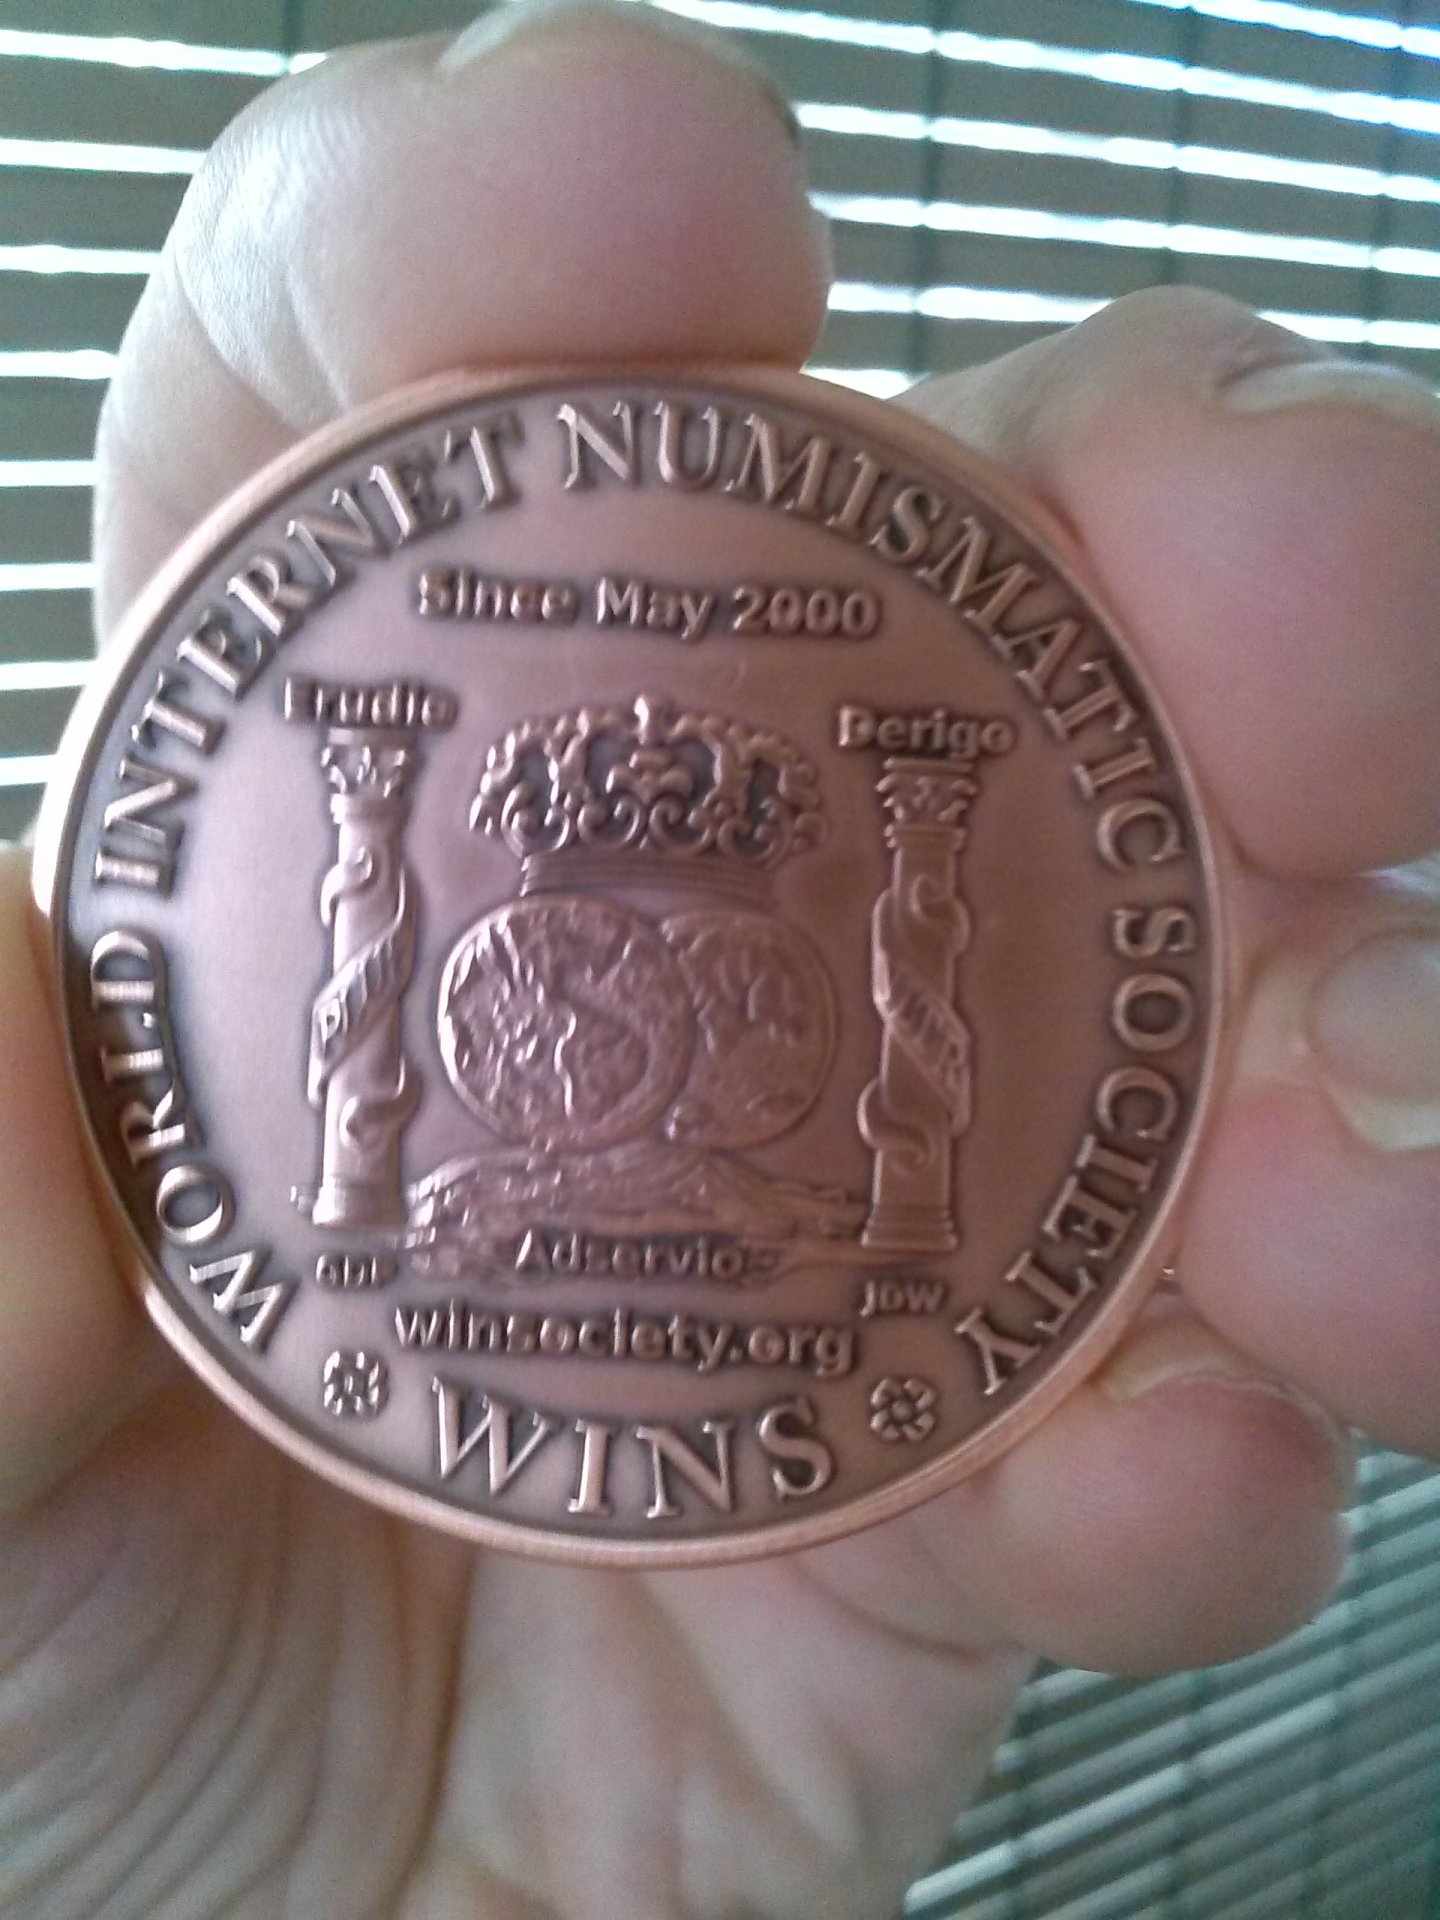 WORLD INTERNET NUMISMATIC SOCIETY
Since May 2000
Erudio
Derigo
Adservio
JDW
winsociety.org
WINS